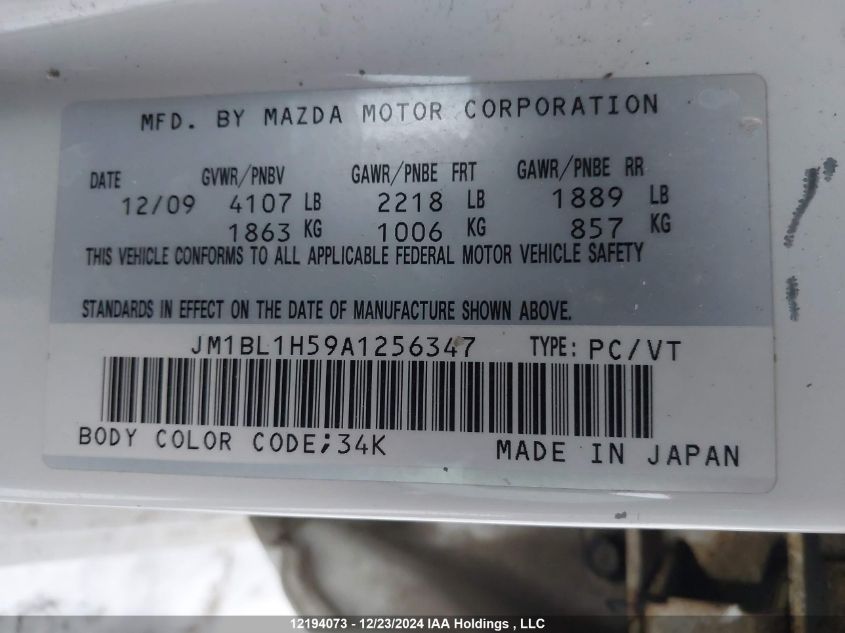 MFD. BY MAZDA MOTOR CORPORATION
DATE GVWR/PNBV GAWR/PNBE FRT GAWR/PNBE RR
12/09 4107 LB 2218 LB 1889 LB
1863 KG 1006 KG 857 KG
THIS VEHICLE CONFORMS TO ALL APPLICABLE FEDERAL MOTOR VEHICLE SAFETY
STANDARDS IN EFFECT ON THE DATE OF MANUFACTURE SHOWN ABOVE.
JM1BL1H59A1256347 TYPE: PC/VT
BODY COLOR CODE;34K MADE IN JAPAN
12194073 - 12/23/2024 IAA Holdings , LLC